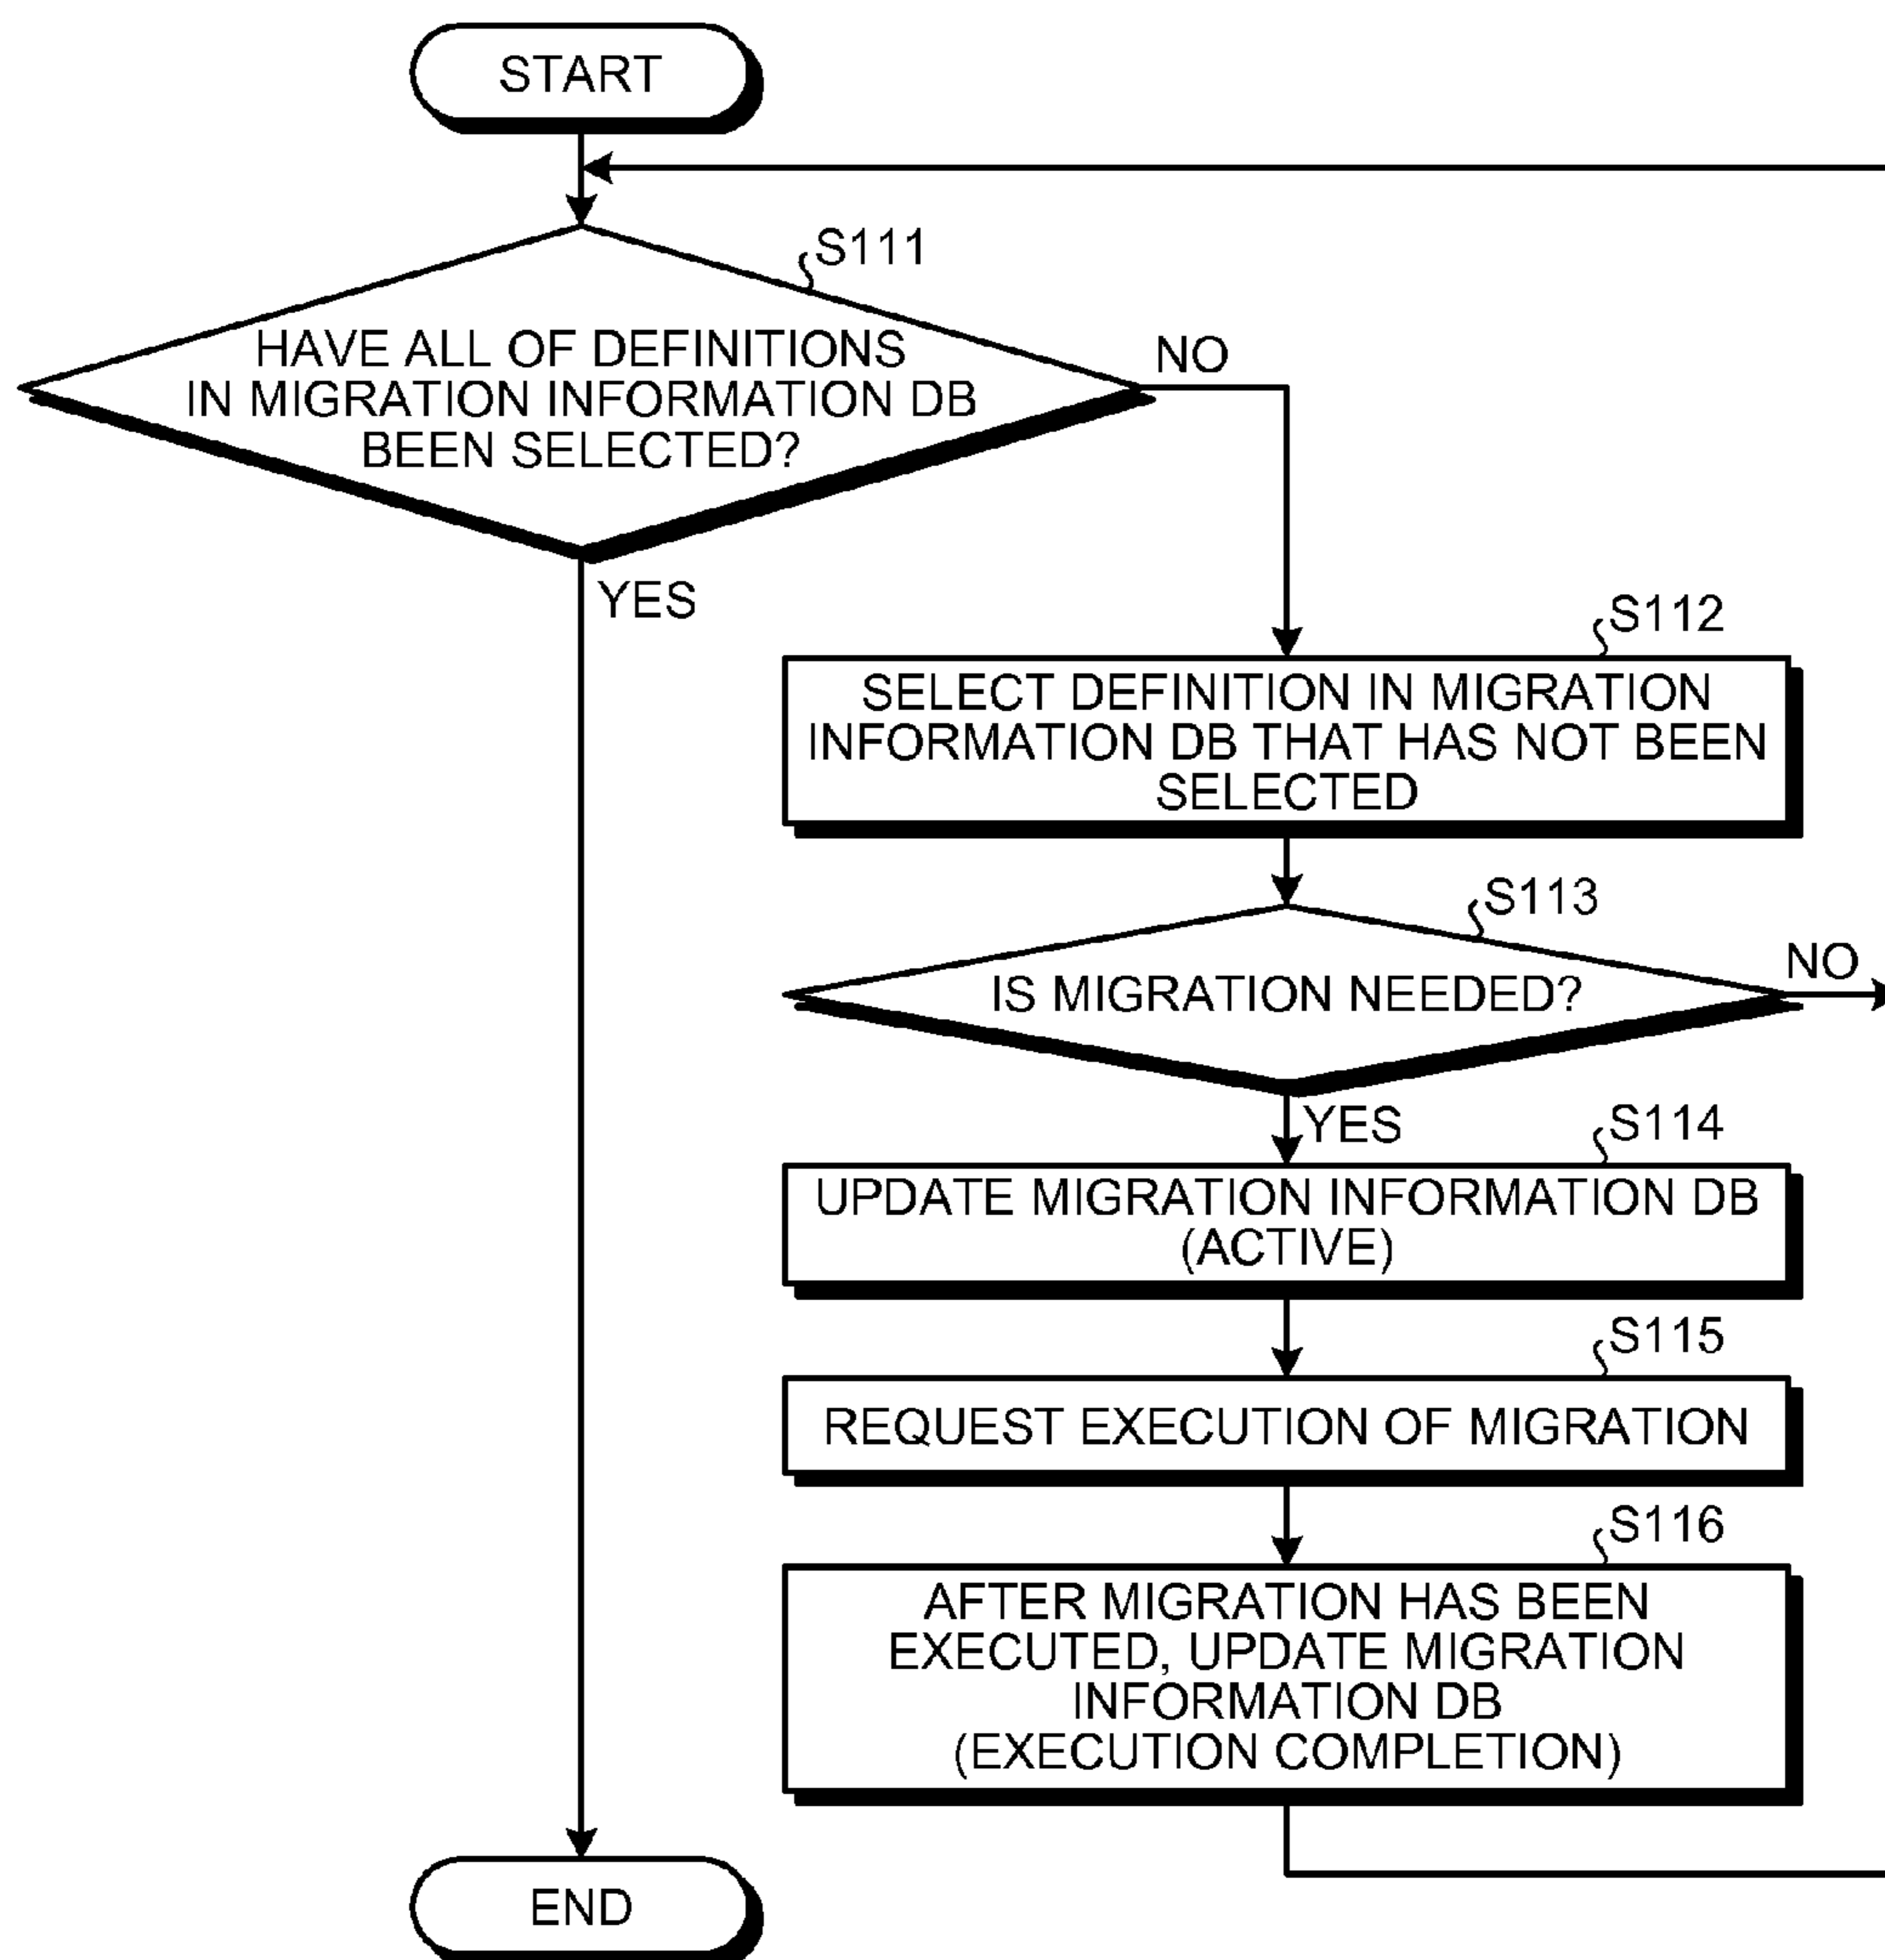 START
S111
HAVE ALL OF DEFINITIONS
IN MIGRATION INFORMATION DB
BEEN SELECTED?
NO
YES
S112
SELECT DEFINITION IN MIGRATION
INFORMATION DB THAT HAS NOT BEEN
SELECTED
S113
IS MIGRATION NEEDED?
NO
YES
S114
UPDATE MIGRATION INFORMATION DB
(ACTIVE)
S115
REQUEST EXECUTION OF MIGRATION
S116
AFTER MIGRATION HAS BEEN
EXECUTED, UPDATE MIGRATION
INFORMATION DB
(EXECUTION COMPLETION)
END